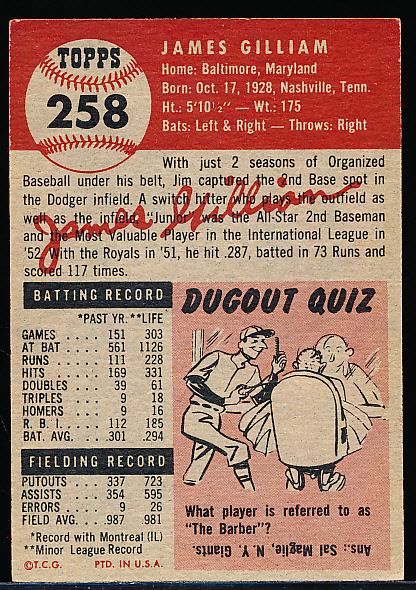 TOPPS
258
JAMES GILLIAM
Home: Baltimore, Maryland
Born: Oct. 17, 1928, Nashville, Tenn.
Ht.: 5'10½" — Wt.: 175
Bats: Left & Right — Throws: Right
With just 2 seasons of Organized
Baseball under his belt, Jim captured the 2nd Base spot
in the Dodger infield. A switch hitter who plays the outfield as
well as the infield, "Junior" was the All-Star 2nd Baseman
and the Most Valuable Player in the International League in
'52. With the Royals in '51, he hit .287, batted in 73 Runs and
scored 117 times.
James Gilliam
BATTING RECORD
*PAST YR. **LIFE
GAMES 151 303
AT BAT 561 1126
RUNS 111 228
HITS 169 331
DOUBLES 39 61
TRIPLES 9 18
HOMERS 9 16
R. B. I. 112 185
BAT. AVG. .301 .294
FIELDING RECORD
PUTOUTS 337 723
ASSISTS 354 595
ERRORS 9 26
FIELD AVG. .987 .981
*Record with Montreal (IL)
**Minor League Record
©T.C.G. PTD. IN U.S.A.
DUGOUT QUIZ
What player is referred to as
"The Barber"?
Ans.: Sal Maglie, N. Y. Giants.